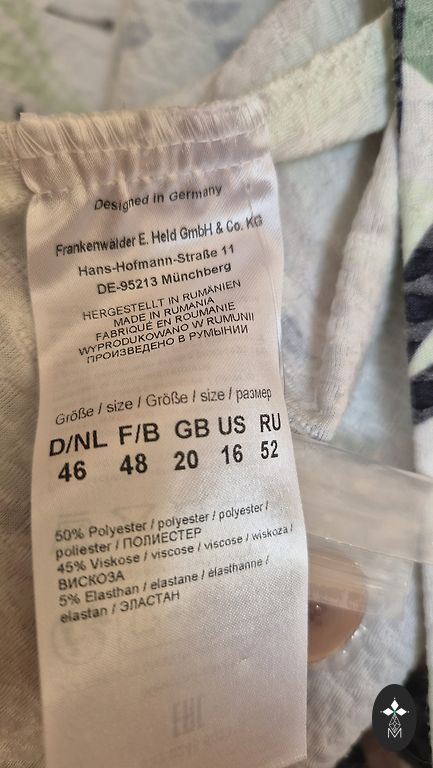 Designed in Germany
Frankenwälder E. Held GmbH & Co. KG
Hans-Hofmann-Straße 11
DE-95213 Münchberg
HERGESTELLT IN RUMÄNIEN
MADE IN RUMANIA
FABRIQUÉ EN ROUMANIE
WYPRODUKOWANO W RUMUNII
ПРОИЗВЕДЕНО В РУМЫНИИ
Größe / size / Größe / size / размер
D/NL F/B GB US RU
46 48 20 16 52
50% Polyester / polyester / polyester /
poliester / ПОЛИЕСТЕР
45% Viskose / viscose / viscose / wiskoza /
ВИСКОЗА
5% Elasthan / elastane / élasthanne /
elastan / ЭЛАСТАН